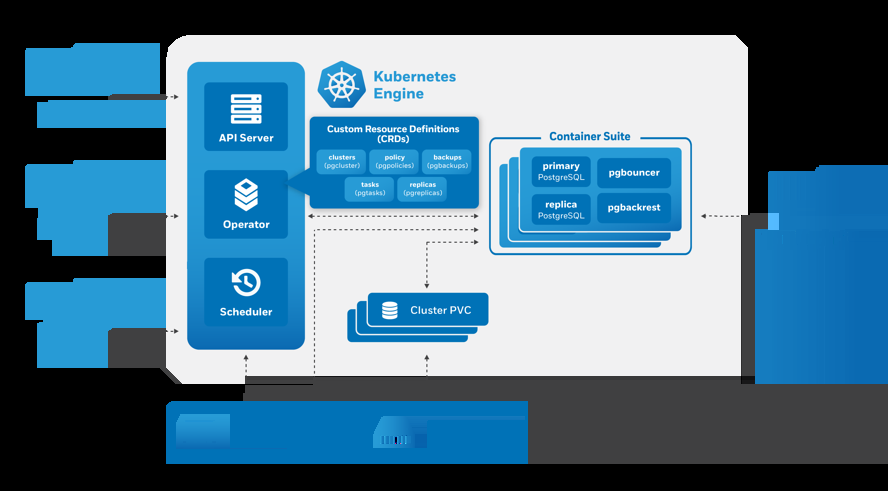 Kubernetes
Engine
API Server
Operator
Scheduler
Custom Resource Definitions
(CRDs)
clusters
(pgcluster)
policy
(pgpolicies)
backups
(pgbackups)
tasks
(pgtasks)
replicas
(pgreplicas)
Container Suite
primary
PostgreSQL
pgbouncer
replica
PostgreSQL
pgbackrest
Cluster PVC